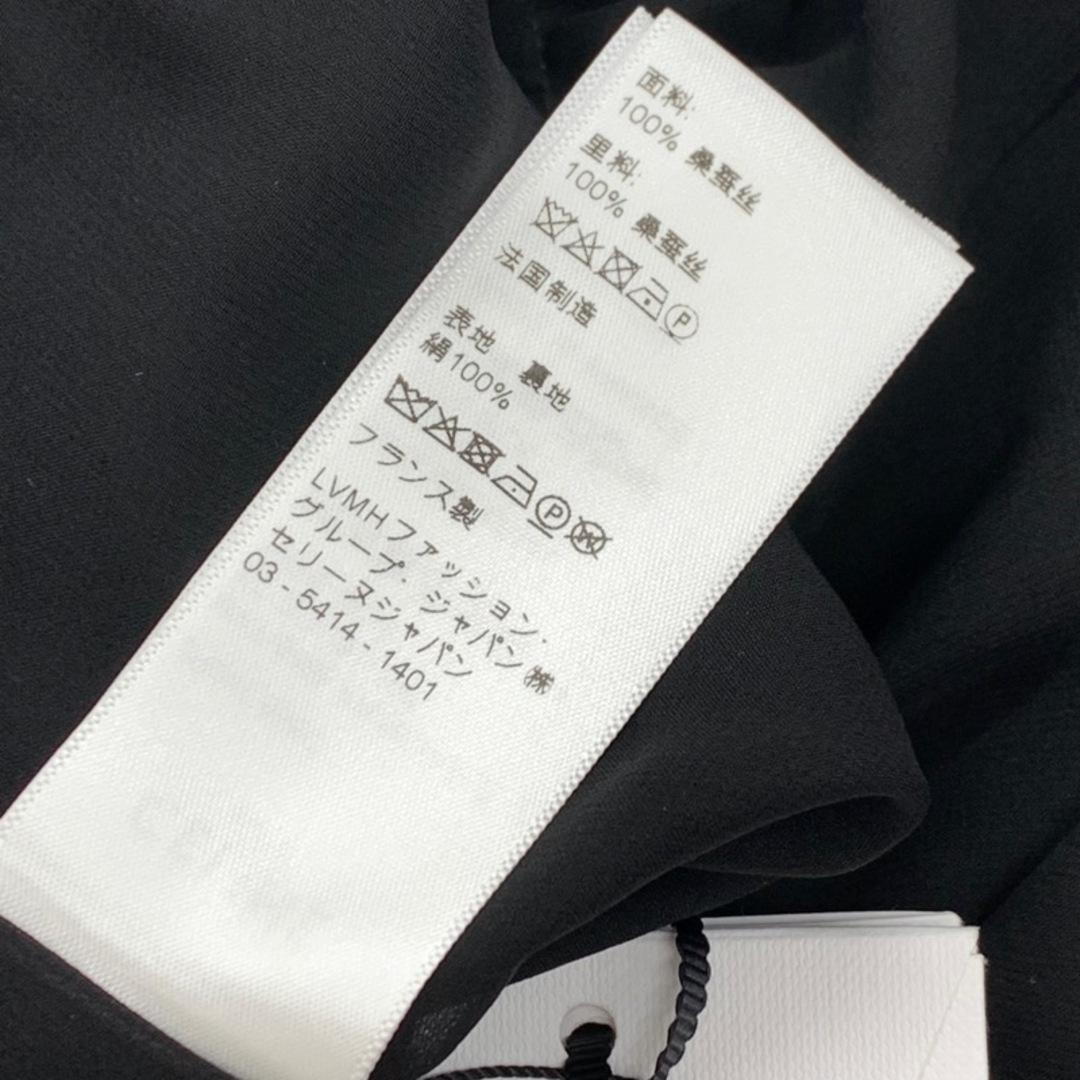 面料:
100% 桑蚕丝
里料:
100% 桑蚕丝
P
法国制造
表地 裏地
絹100%
P W
フランス製
LVMHファッション・
グループ・ジャパン㈱
セリーヌジャパン
03 - 5414 - 1401